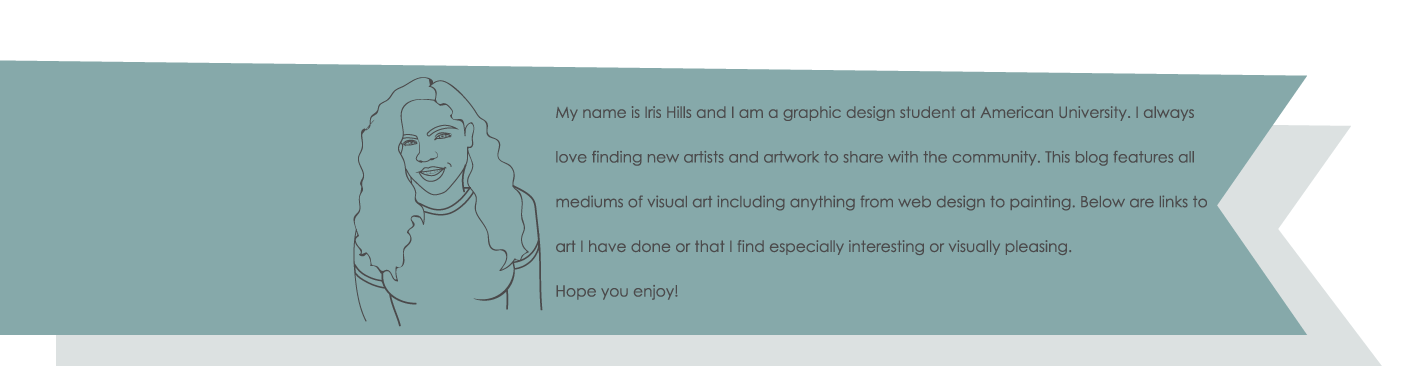 My name is Iris Hills and I am a graphic design student at American University. I always
love finding new artists and artwork to share with the community. This blog features all
mediums of visual art including anything from web design to painting. Below are links to
art I have done or that I find especially interesting or visually pleasing.
Hope you enjoy!